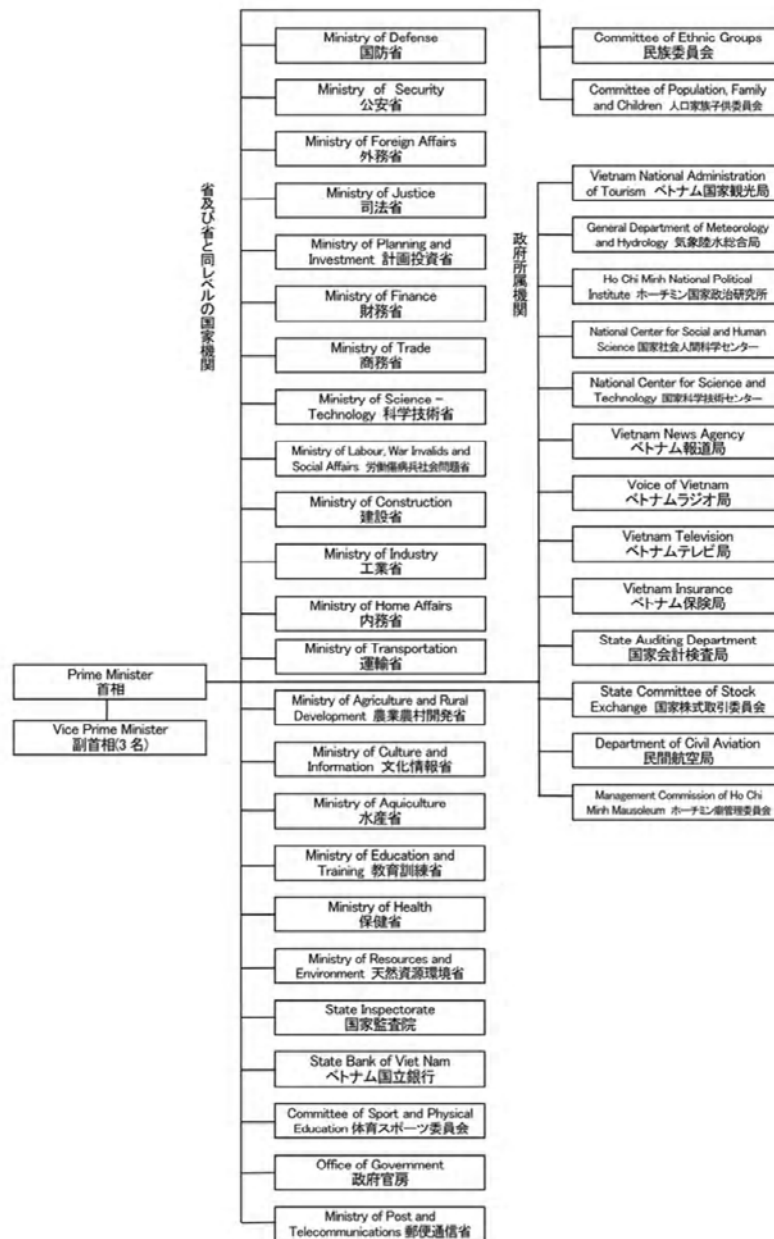 Prime Minister
首相
Vice Prime Minister
副首相(3名)
省及び省と同レベルの国家機関
Ministry of Defense
国防省
Ministry of Security
公安省
Ministry of Foreign Affairs
外務省
Ministry of Justice
司法省
Ministry of Planning and
Investment 計画投資省
Ministry of Finance
財務省
Ministry of Trade
商務省
Ministry of Science −
Technology 科学技術省
Ministry of Labour, War Invalids and
Social Affairs 労働傷病兵社会問題省
Ministry of Construction
建設省
Ministry of Industry
工業省
Ministry of Home Affairs
内務省
Ministry of Transportation
運輸省
Ministry of Agriculture and Rural
Development 農業農村開発省
Ministry of Culture and
Information 文化情報省
Ministry of Aquiculture
水産省
Ministry of Education and
Training 教育訓練省
Ministry of Health
保健省
Ministry of Resources and
Environment 天然資源環境省
State Inspectorate
国家監査院
State Bank of Viet Nam
ベトナム国立銀行
Committee of Sport and Physical
Education 体育スポーツ委員会
Office of Government
政府官房
Ministry of Post and
Telecommunications 郵便通信省
Committee of Ethnic Groups
民族委員会
Committee of Population, Family
and Children 人口家族子供委員会
政府所属機関
Vietnam National Administration
of Tourism ベトナム国家観光局
General Department of Meteorology
and Hydrology 気象陸水総合局
Ho Chi Minh National Political
Institute ホーチミン国家政治研究所
National Center for Social and Human
Science 国家社会人間科学センター
National Center for Science and
Technology 国家科学技術センター
Vietnam News Agency
ベトナム報道局
Voice of Vietnam
ベトナムラジオ局
Vietnam Television
ベトナムテレビ局
Vietnam Insurance
ベトナム保険局
State Auditing Department
国家会計検査局
State Committee of Stock
Exchange 国家株式取引委員会
Department of Civil Aviation
民間航空局
Management Commission of Ho Chi
Minh Mausoleum ホーチミン廟管理委員会